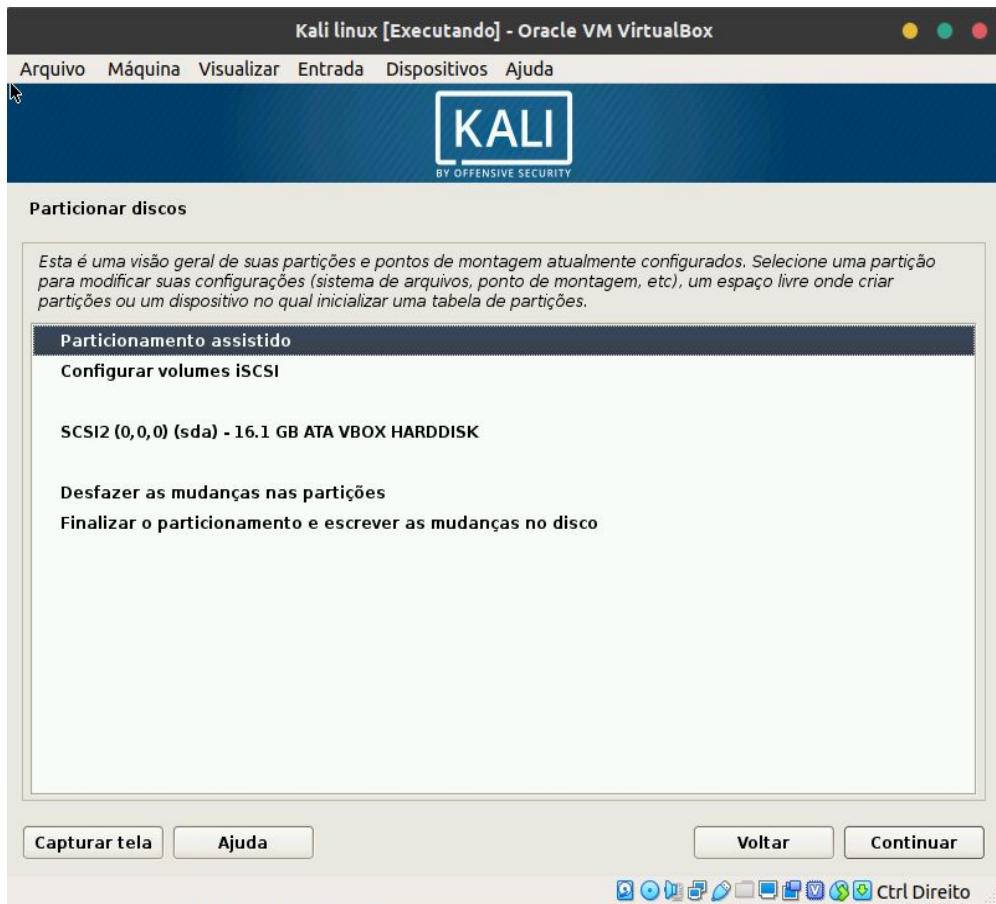 Kali linux [Executando] - Oracle VM VirtualBox
Arquivo Máquina Visualizar Entrada Dispositivos Ajuda
KALI
BY OFFENSIVE SECURITY
Particionar discos
Esta é uma visão geral de suas partições e pontos de montagem atualmente configurados. Selecione uma partição
para modificar suas configurações (sistema de arquivos, ponto de montagem, etc), um espaço livre onde criar
partições ou um dispositivo no qual inicializar uma tabela de partições.
Particionamento assistido
Configurar volumes iSCSI
SCSI2 (0,0,0) (sda) - 16.1 GB ATA VBOX HARDDISK
Desfazer as mudanças nas partições
Finalizar o particionamento e escrever as mudanças no disco
Capturar tela Ajuda Voltar Continuar
Ctrl Direito